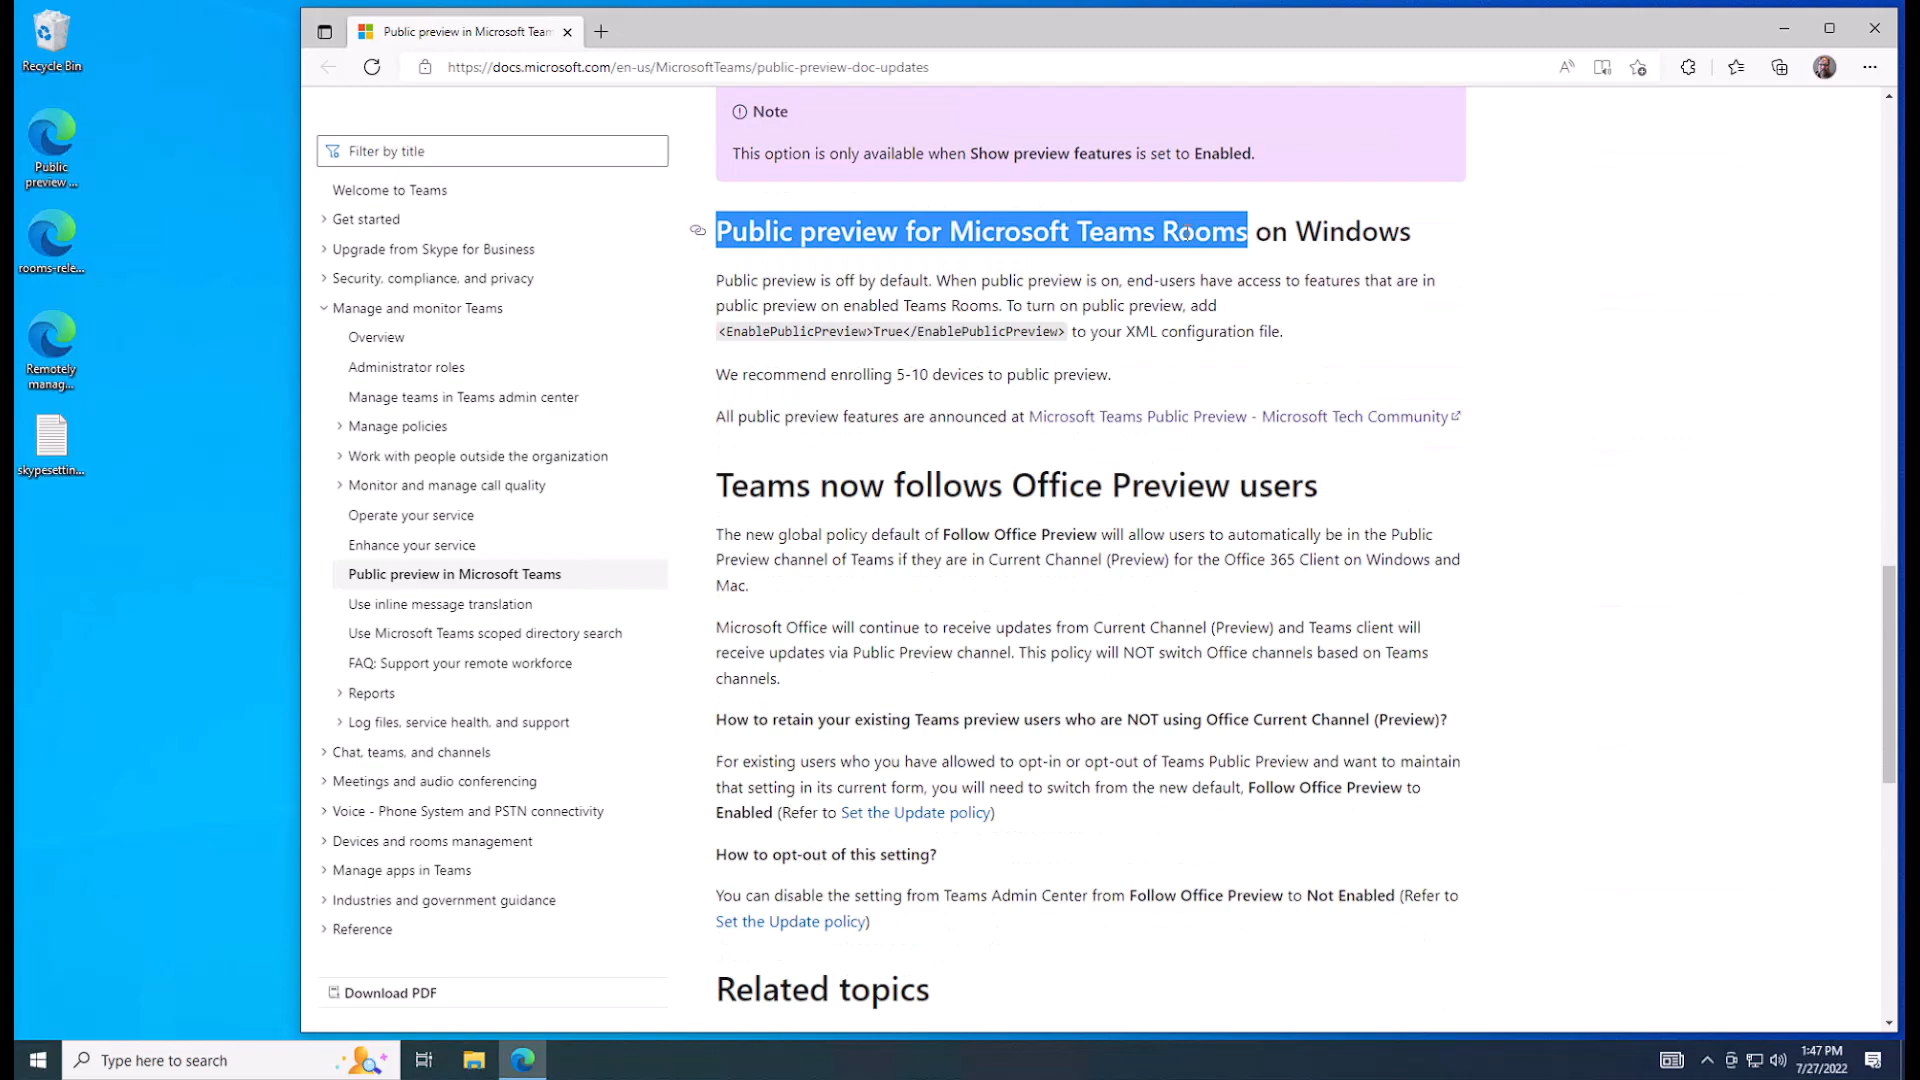 Recycle Bin
Public
preview ...
rooms-rele...
Remotely
manag...
skypesettin...
Public preview in Microsoft Team
https://docs.microsoft.com/en-us/MicrosoftTeams/public-preview-doc-updates
Filter by title
Welcome to Teams
Get started
Upgrade from Skype for Business
Security, compliance, and privacy
Manage and monitor Teams
Overview
Administrator roles
Manage teams in Teams admin center
Manage policies
Work with people outside the organization
Monitor and manage call quality
Operate your service
Enhance your service
Public preview in Microsoft Teams
Use inline message translation
Use Microsoft Teams scoped directory search
FAQ: Support your remote workforce
Reports
Log files, service health, and support
Chat, teams, and channels
Meetings and audio conferencing
Voice - Phone System and PSTN connectivity
Devices and rooms management
Manage apps in Teams
Industries and government guidance
Reference
Download PDF
Note
This option is only available when Show preview features is set to Enabled.
Public preview for Microsoft Teams Rooms on Windows
Public preview is off by default. When public preview is on, end-users have access to features that are in
public preview on enabled Teams Rooms. To turn on public preview, add
<EnablePublicPreview>True</EnablePublicPreview> to your XML configuration file.
We recommend enrolling 5-10 devices to public preview.
All public preview features are announced at Microsoft Teams Public Preview - Microsoft Tech Community
Teams now follows Office Preview users
The new global policy default of Follow Office Preview will allow users to automatically be in the Public
Preview channel of Teams if they are in Current Channel (Preview) for the Office 365 Client on Windows and
Mac.
Microsoft Office will continue to receive updates from Current Channel (Preview) and Teams client will
receive updates via Public Preview channel. This policy will NOT switch Office channels based on Teams
channels.
How to retain your existing Teams preview users who are NOT using Office Current Channel (Preview)?
For existing users who you have allowed to opt-in or opt-out of Teams Public Preview and want to maintain
that setting in its current form, you will need to switch from the new default, Follow Office Preview to
Enabled (Refer to Set the Update policy)
How to opt-out of this setting?
You can disable the setting from Teams Admin Center from Follow Office Preview to Not Enabled (Refer to
Set the Update policy)
Related topics
Type here to search
1:47 PM
7/27/2022